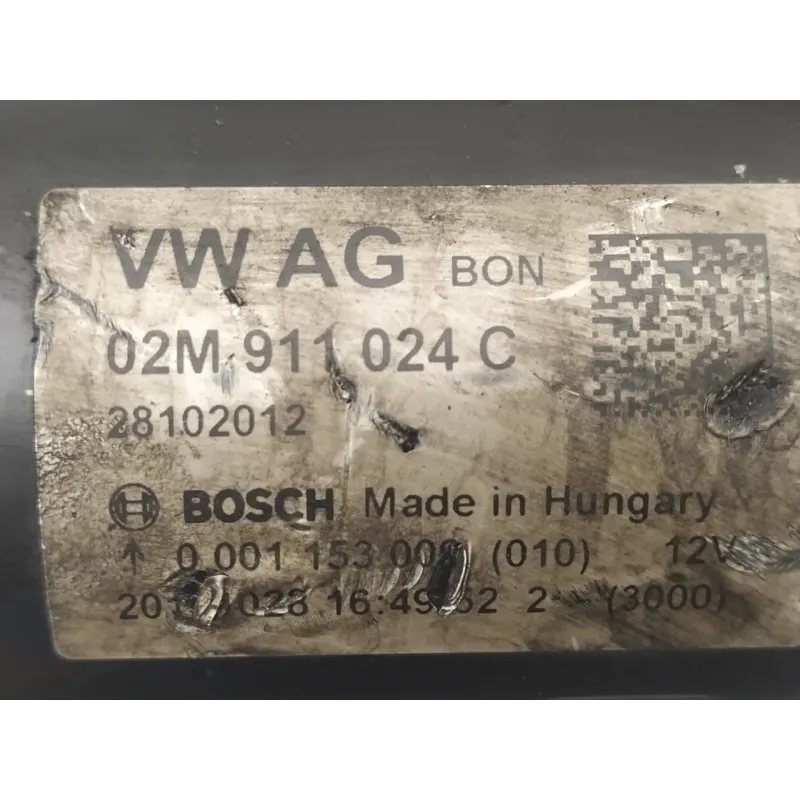 VW AG BON
02M 911 024 C
28102012
BOSCH Made in Hungary
↑ 0 001 153 (010) 12V
(3000)